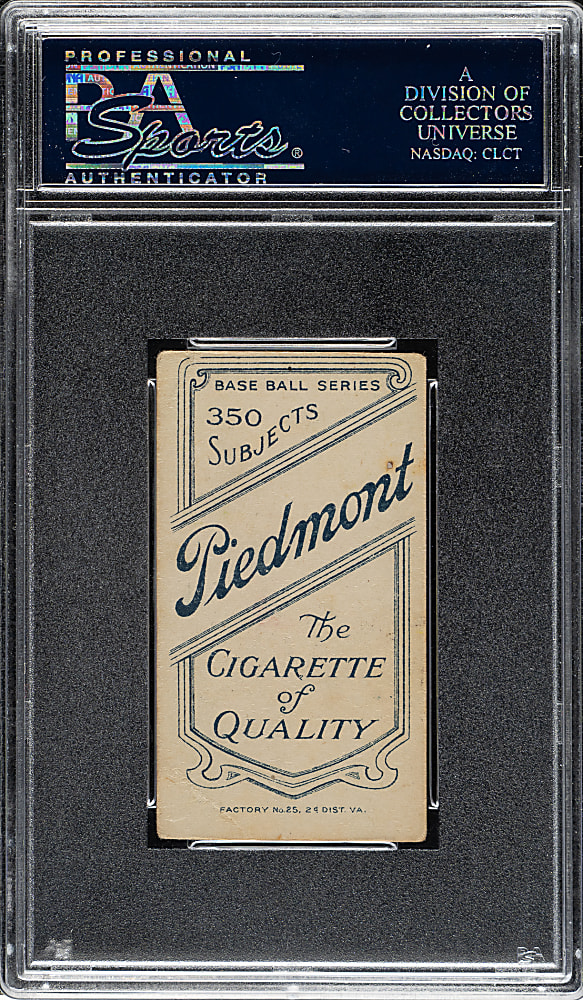 PROFESSIONAL
PSA
Sports®
AUTHENTICATOR
A
DIVISION OF
COLLECTORS
UNIVERSE
NASDAQ: CLCT
BASE BALL SERIES
350
SUBJECTS
Piedmont
The
CIGARETTE
of
QUALITY
FACTORY No.25, 2d DIST. VA.